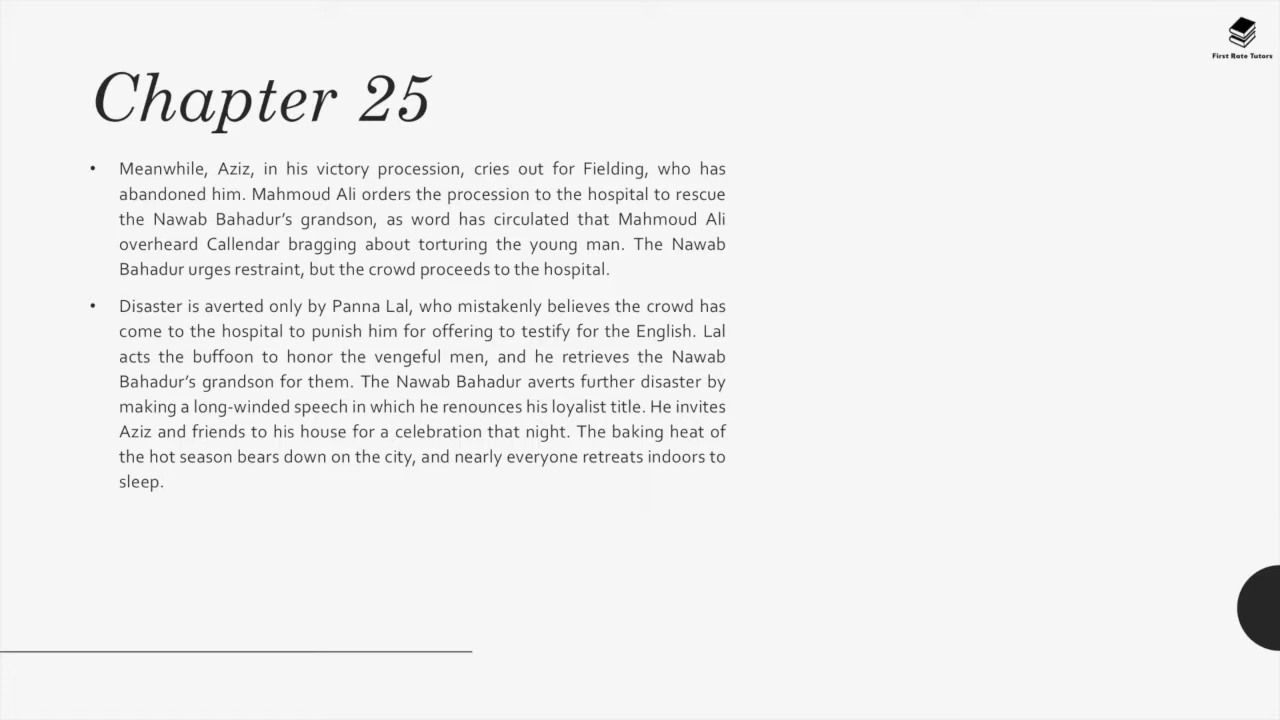 First Rate Tutors
Chapter 25
• Meanwhile, Aziz, in his victory procession, cries out for Fielding, who has
abandoned him. Mahmoud Ali orders the procession to the hospital to rescue
the Nawab Bahadur’s grandson, as word has circulated that Mahmoud Ali
overheard Callendar bragging about torturing the young man. The Nawab
Bahadur urges restraint, but the crowd proceeds to the hospital.
• Disaster is averted only by Panna Lal, who mistakenly believes the crowd has
come to the hospital to punish him for offering to testify for the English. Lal
acts the buffoon to honor the vengeful men, and he retrieves the Nawab
Bahadur’s grandson for them. The Nawab Bahadur averts further disaster by
making a long-winded speech in which he renounces his loyalist title. He invites
Aziz and friends to his house for a celebration that night. The baking heat of
the hot season bears down on the city, and nearly everyone retreats indoors to
sleep.